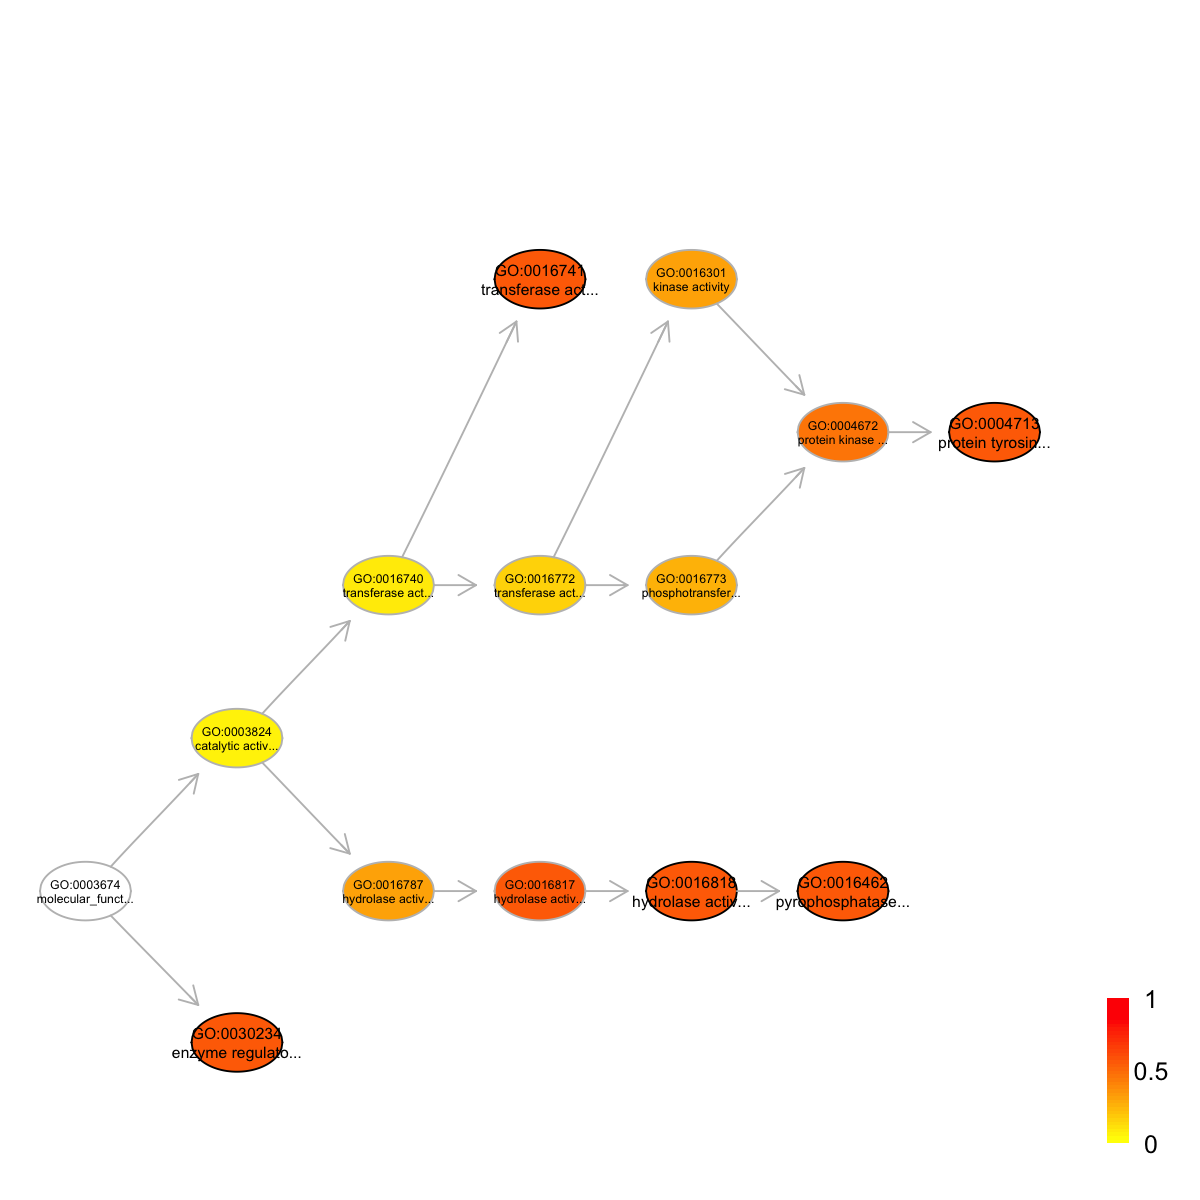 GO:0016741
transferase act...
GO:0016301
kinase activity
GO:0004672
protein kinase ...
GO:0004713
protein tyrosin...
GO:0016740
transferase act...
GO:0016772
transferase act...
GO:0016773
phosphotransfer...
GO:0003824
catalytic activ...
GO:0003674
molecular_funct...
GO:0016787
hydrolase activ...
GO:0016817
hydrolase activ...
GO:0016818
hydrolase activ...
GO:0016462
pyrophosphatase...
GO:0030234
enzyme regulato...
1
0.5
0